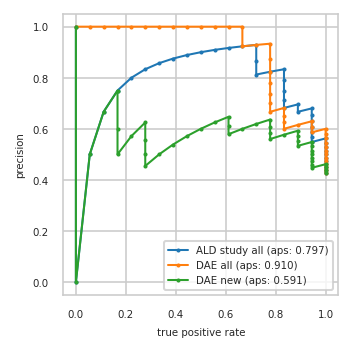 1.0
0.8
0.6
0.4
0.2
0.0
precision
0.0 0.2 0.4 0.6 0.8 1.0
true positive rate
ALD study all (aps: 0.797)
DAE all (aps: 0.910)
DAE new (aps: 0.591)